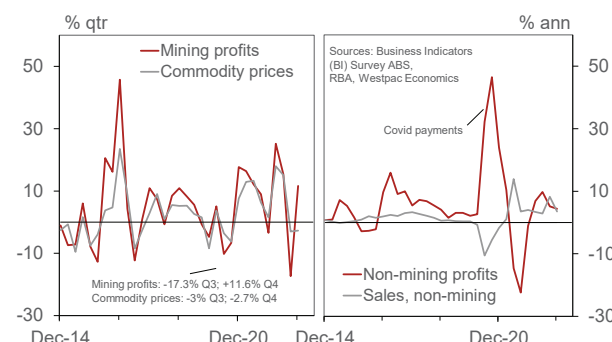 % qtr
% ann
50
30
10
-10
-30
Mining profits
Commodity prices
Mining profits: -17.3% Q3; +11.6% Q4
Commodity prices: -3% Q3; -2.7% Q4
Dec-14
Dec-20
Sources: Business Indicators
(BI) Survey ABS,
RBA, Westpac Economics
Covid payments
Non-mining profits
Sales, non-mining
50
30
10
-10
-30
Dec-14
Dec-20